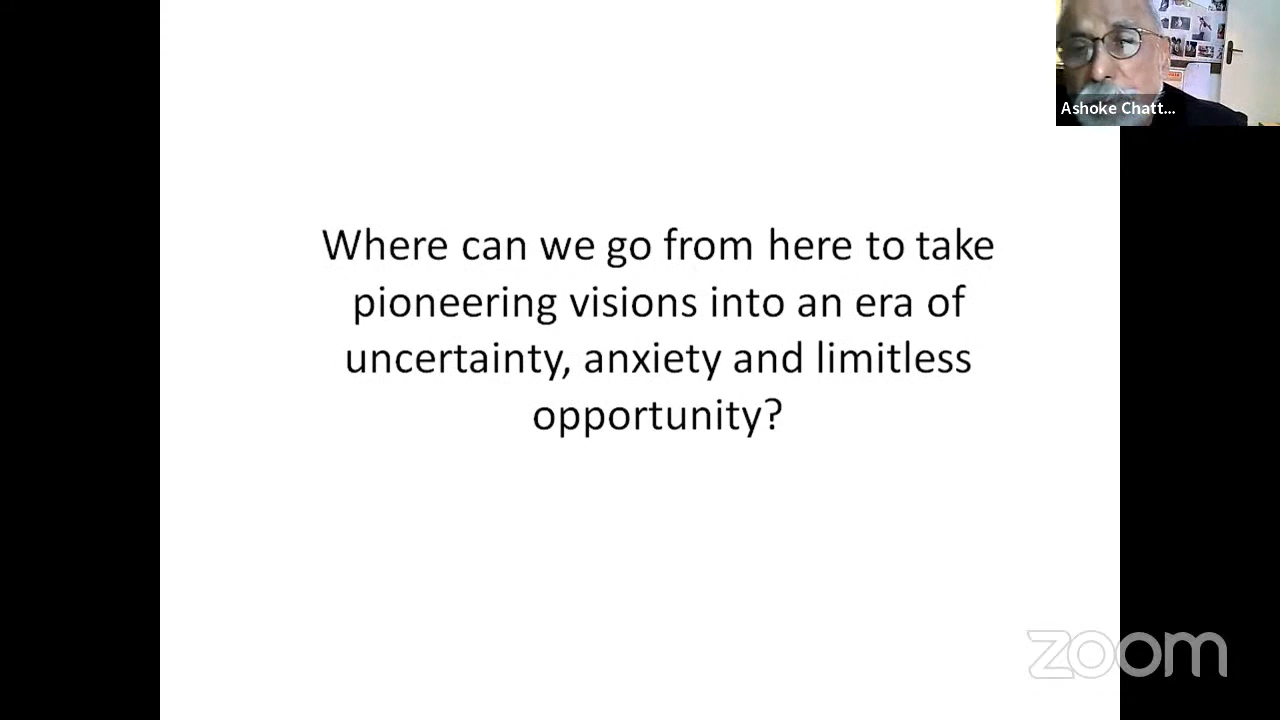 Ashoke Chatt...
Where can we go from here to take
pioneering visions into an era of
uncertainty, anxiety and limitless
opportunity?
zoom